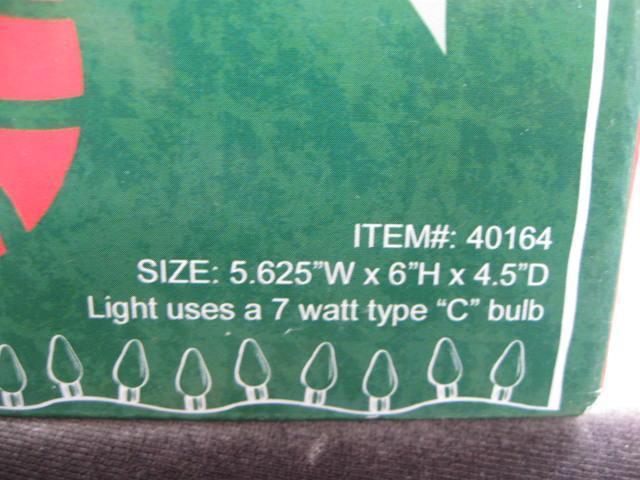 ITEM#: 40164
SIZE: 5.625”W x 6”H x 4.5”D
Light uses a 7 watt type “C” bulb